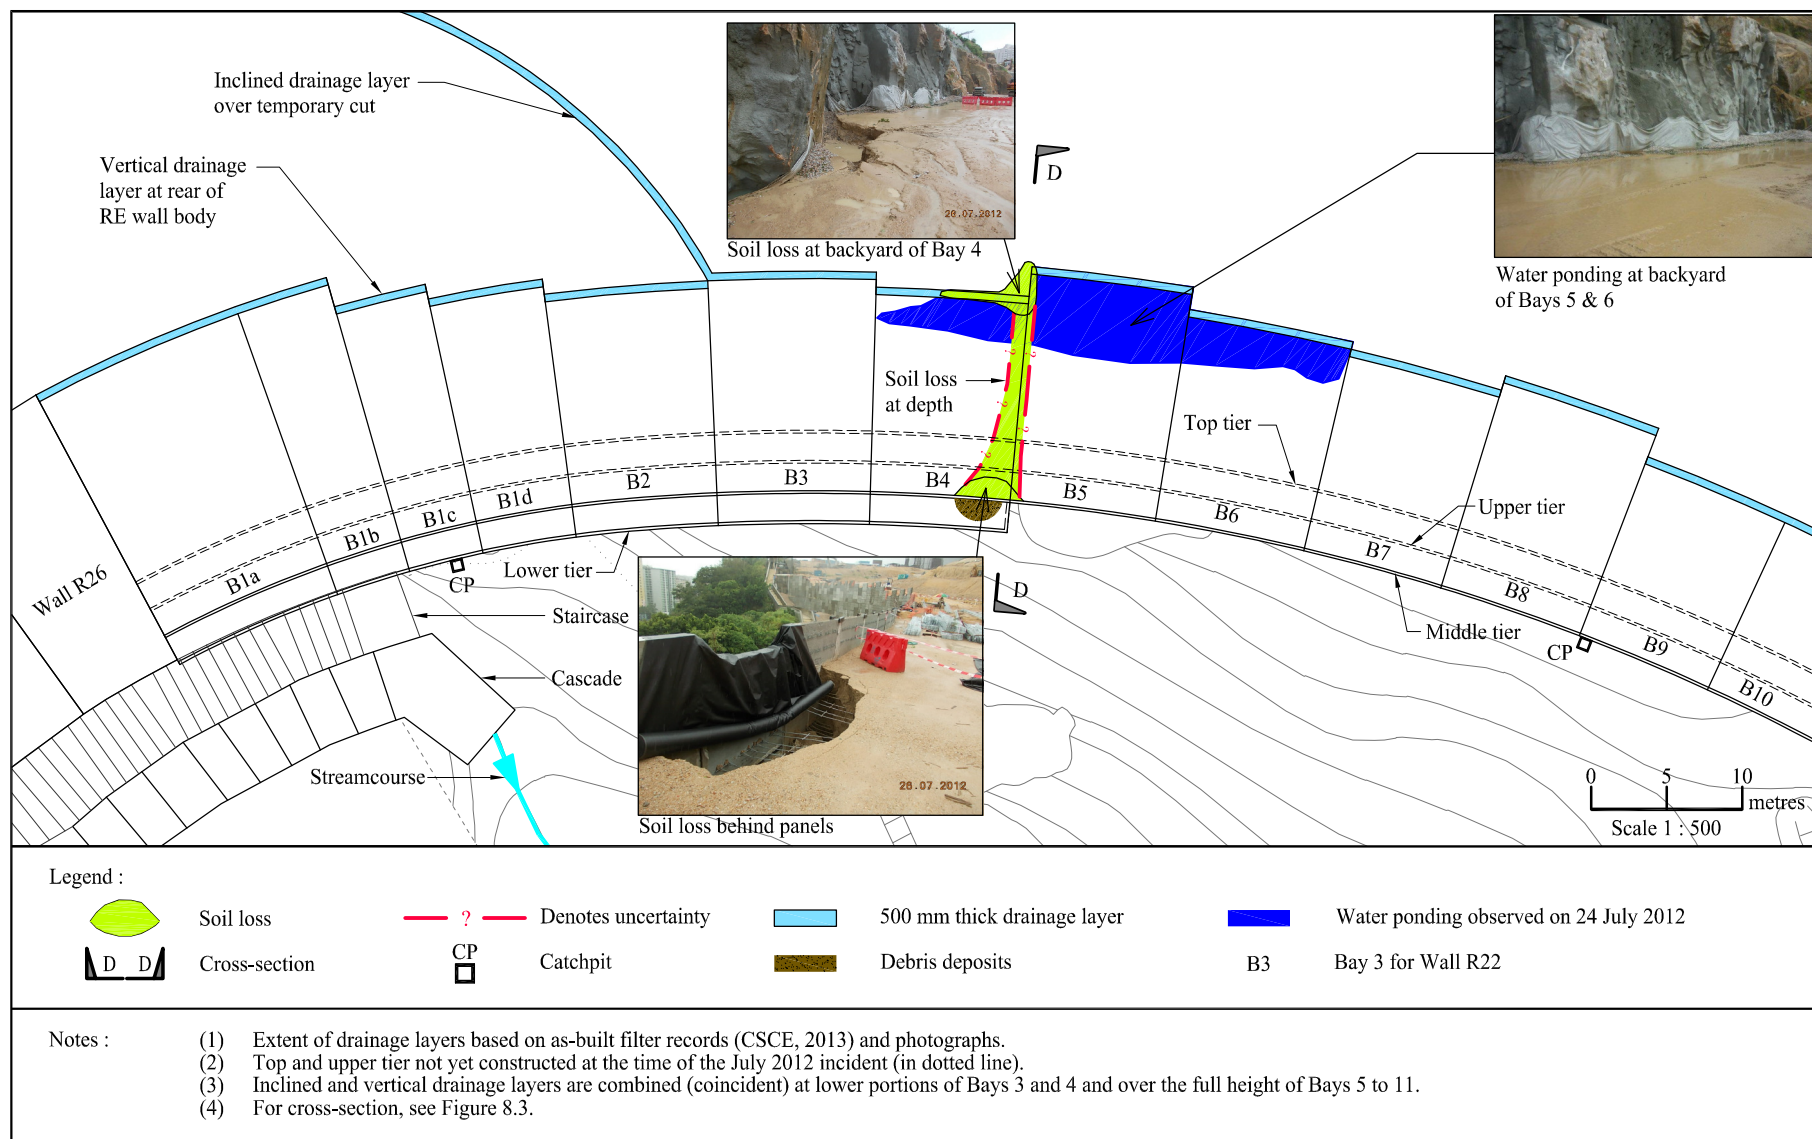 Inclined drainage layer
over temporary cut
Vertical drainage
layer at rear of
RE wall body
26.07.2012
Soil loss at backyard of Bay 4
D
Water ponding at backyard
of Bays 5 & 6
Soil loss
at depth
?
?
?
?
?
?
Top tier
Upper tier
Middle tier
Lower tier
Wall R26
B1a
B1b
B1c
B1d
B2
B3
B4
B5
B6
B7
B8
B9
B10
CP
CP
D
Staircase
Cascade
Streamcourse
26.07.2012
Soil loss behind panels
0 5 10
metres
Scale 1 : 500
Legend :
Soil loss
? Denotes uncertainty
500 mm thick drainage layer
Water ponding observed on 24 July 2012
D D Cross-section
CP Catchpit
Debris deposits
B3 Bay 3 for Wall R22
Notes :
(1) Extent of drainage layers based on as-built filter records (CSCE, 2013) and photographs.
(2) Top and upper tier not yet constructed at the time of the July 2012 incident (in dotted line).
(3) Inclined and vertical drainage layers are combined (coincident) at lower portions of Bays 3 and 4 and over the full height of Bays 5 to 11.
(4) For cross-section, see Figure 8.3.